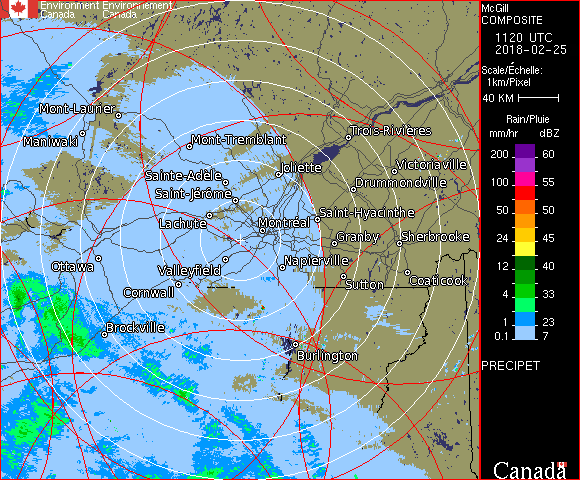 Environment Environnement
Canada Canada
McGill
COMPOSITE
1120 UTC
2018-02-25
Scale/Échelle:
1km/Pixel
40 KM
Rain/Pluie
mm/hr dBZ
200 60
100 55
50 50
24 45
12 40
4 33
1 23
0.1 7
PRECIPET
Canada
Mont-Laurier
Maniwaki
Mont-Tremblant
Trois-Rivières
Joliette
Victoriaville
Sainte-Adèle
Drummondville
Saint-Jérôme
Saint-Hyacinthe
Lachute
Montréal
Granby
Sherbrooke
Ottawa
Valleyfield
Napierville
Sutton
Coaticook
Cornwall
Brockville
Burlington